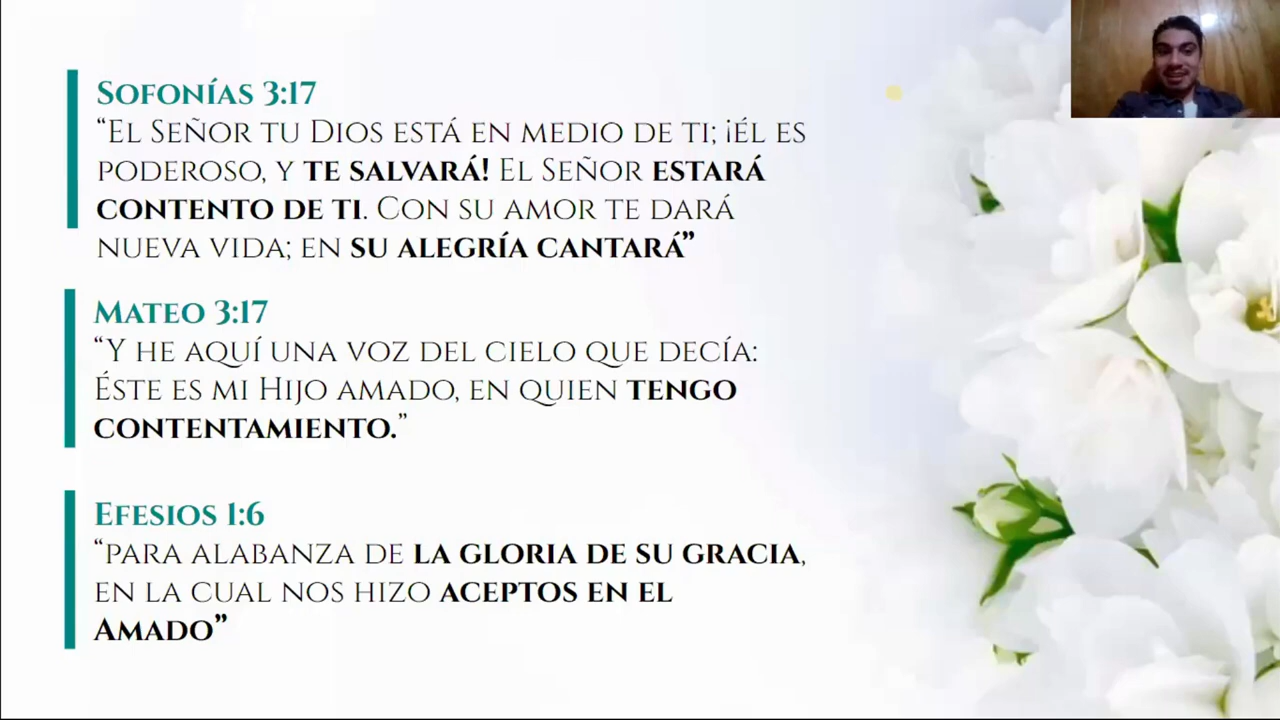 Sofonías 3:17
“El Señor tu Dios está en medio de ti; ¡él es
poderoso, y te salvará! El Señor estará
contento de ti. Con su amor te dará
nueva vida; en su alegría cantará”
Mateo 3:17
“Y he aquí una voz del cielo que decía:
Éste es mi Hijo amado, en quien tengo
contentamiento.”
Efesios 1:6
“para alabanza de la gloria de su gracia,
en la cual nos hizo aceptos en el
Amado”